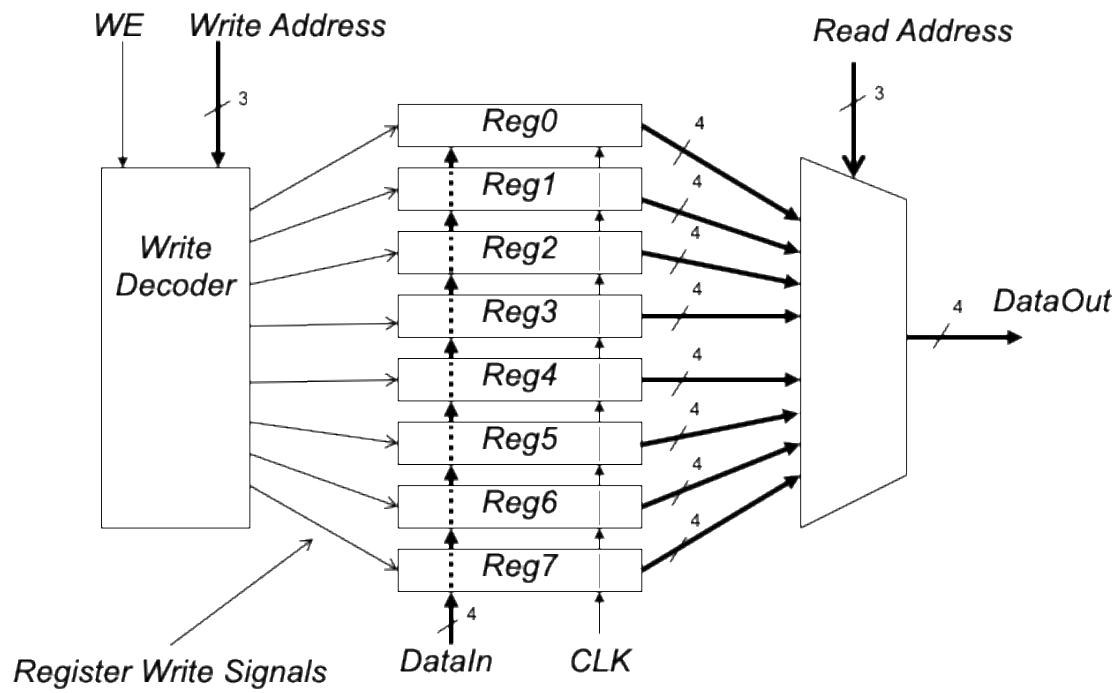 WE
Write Address
Read Address
3
3
Reg0
4
Reg1
4
Write
Decoder
Reg2
4
Reg3
4
DataOut
4
Reg4
4
Reg5
4
Reg6
4
Reg7
4
4
DataIn
CLK
Register Write Signals